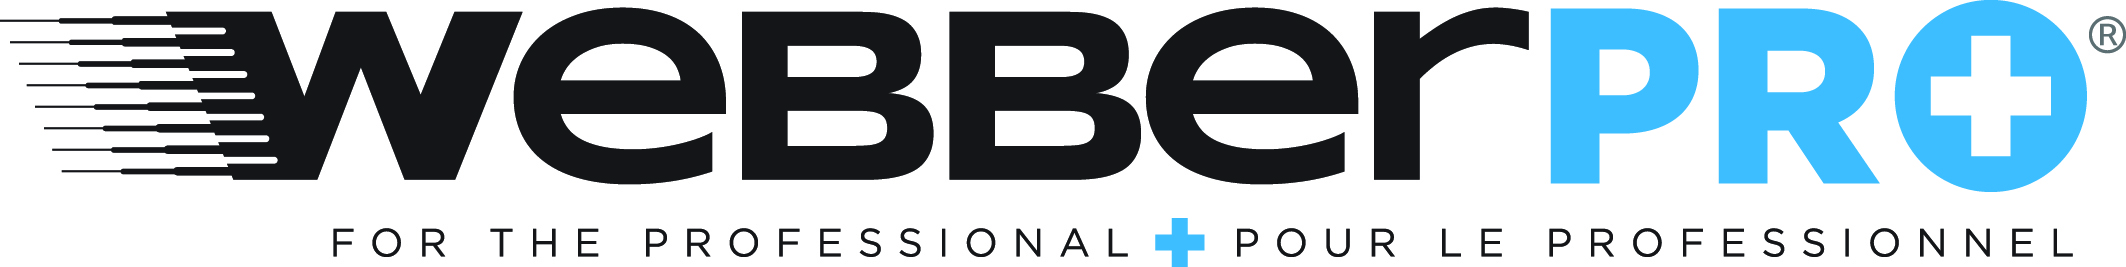 WeBBerPRO®
FOR THE PROFESSIONAL + POUR LE PROFESSIONNEL